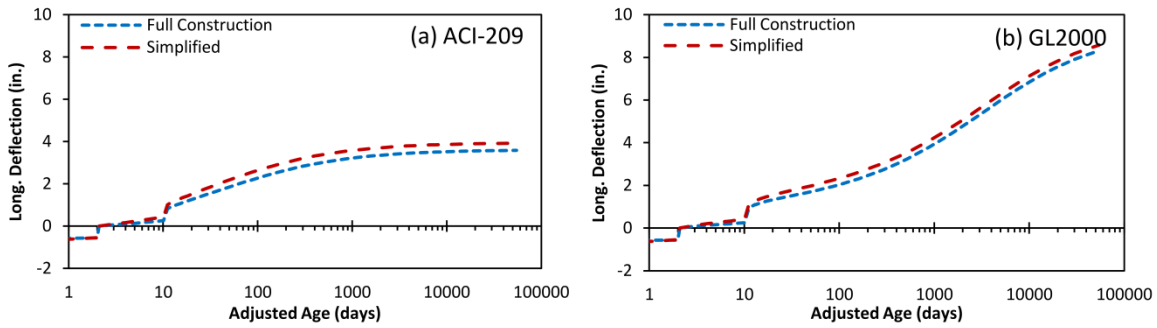 10
8
6
4
2
0
-2
Long. Deflection (in.)
Full Construction
Simplified
(a) ACI-209
1 10 100 1000 10000 100000
Adjusted Age (days)
10
8
6
4
2
0
-2
Long. Deflection (in.)
Full Construction
Simplified
(b) GL2000
1 10 100 1000 10000 100000
Adjusted Age (days)